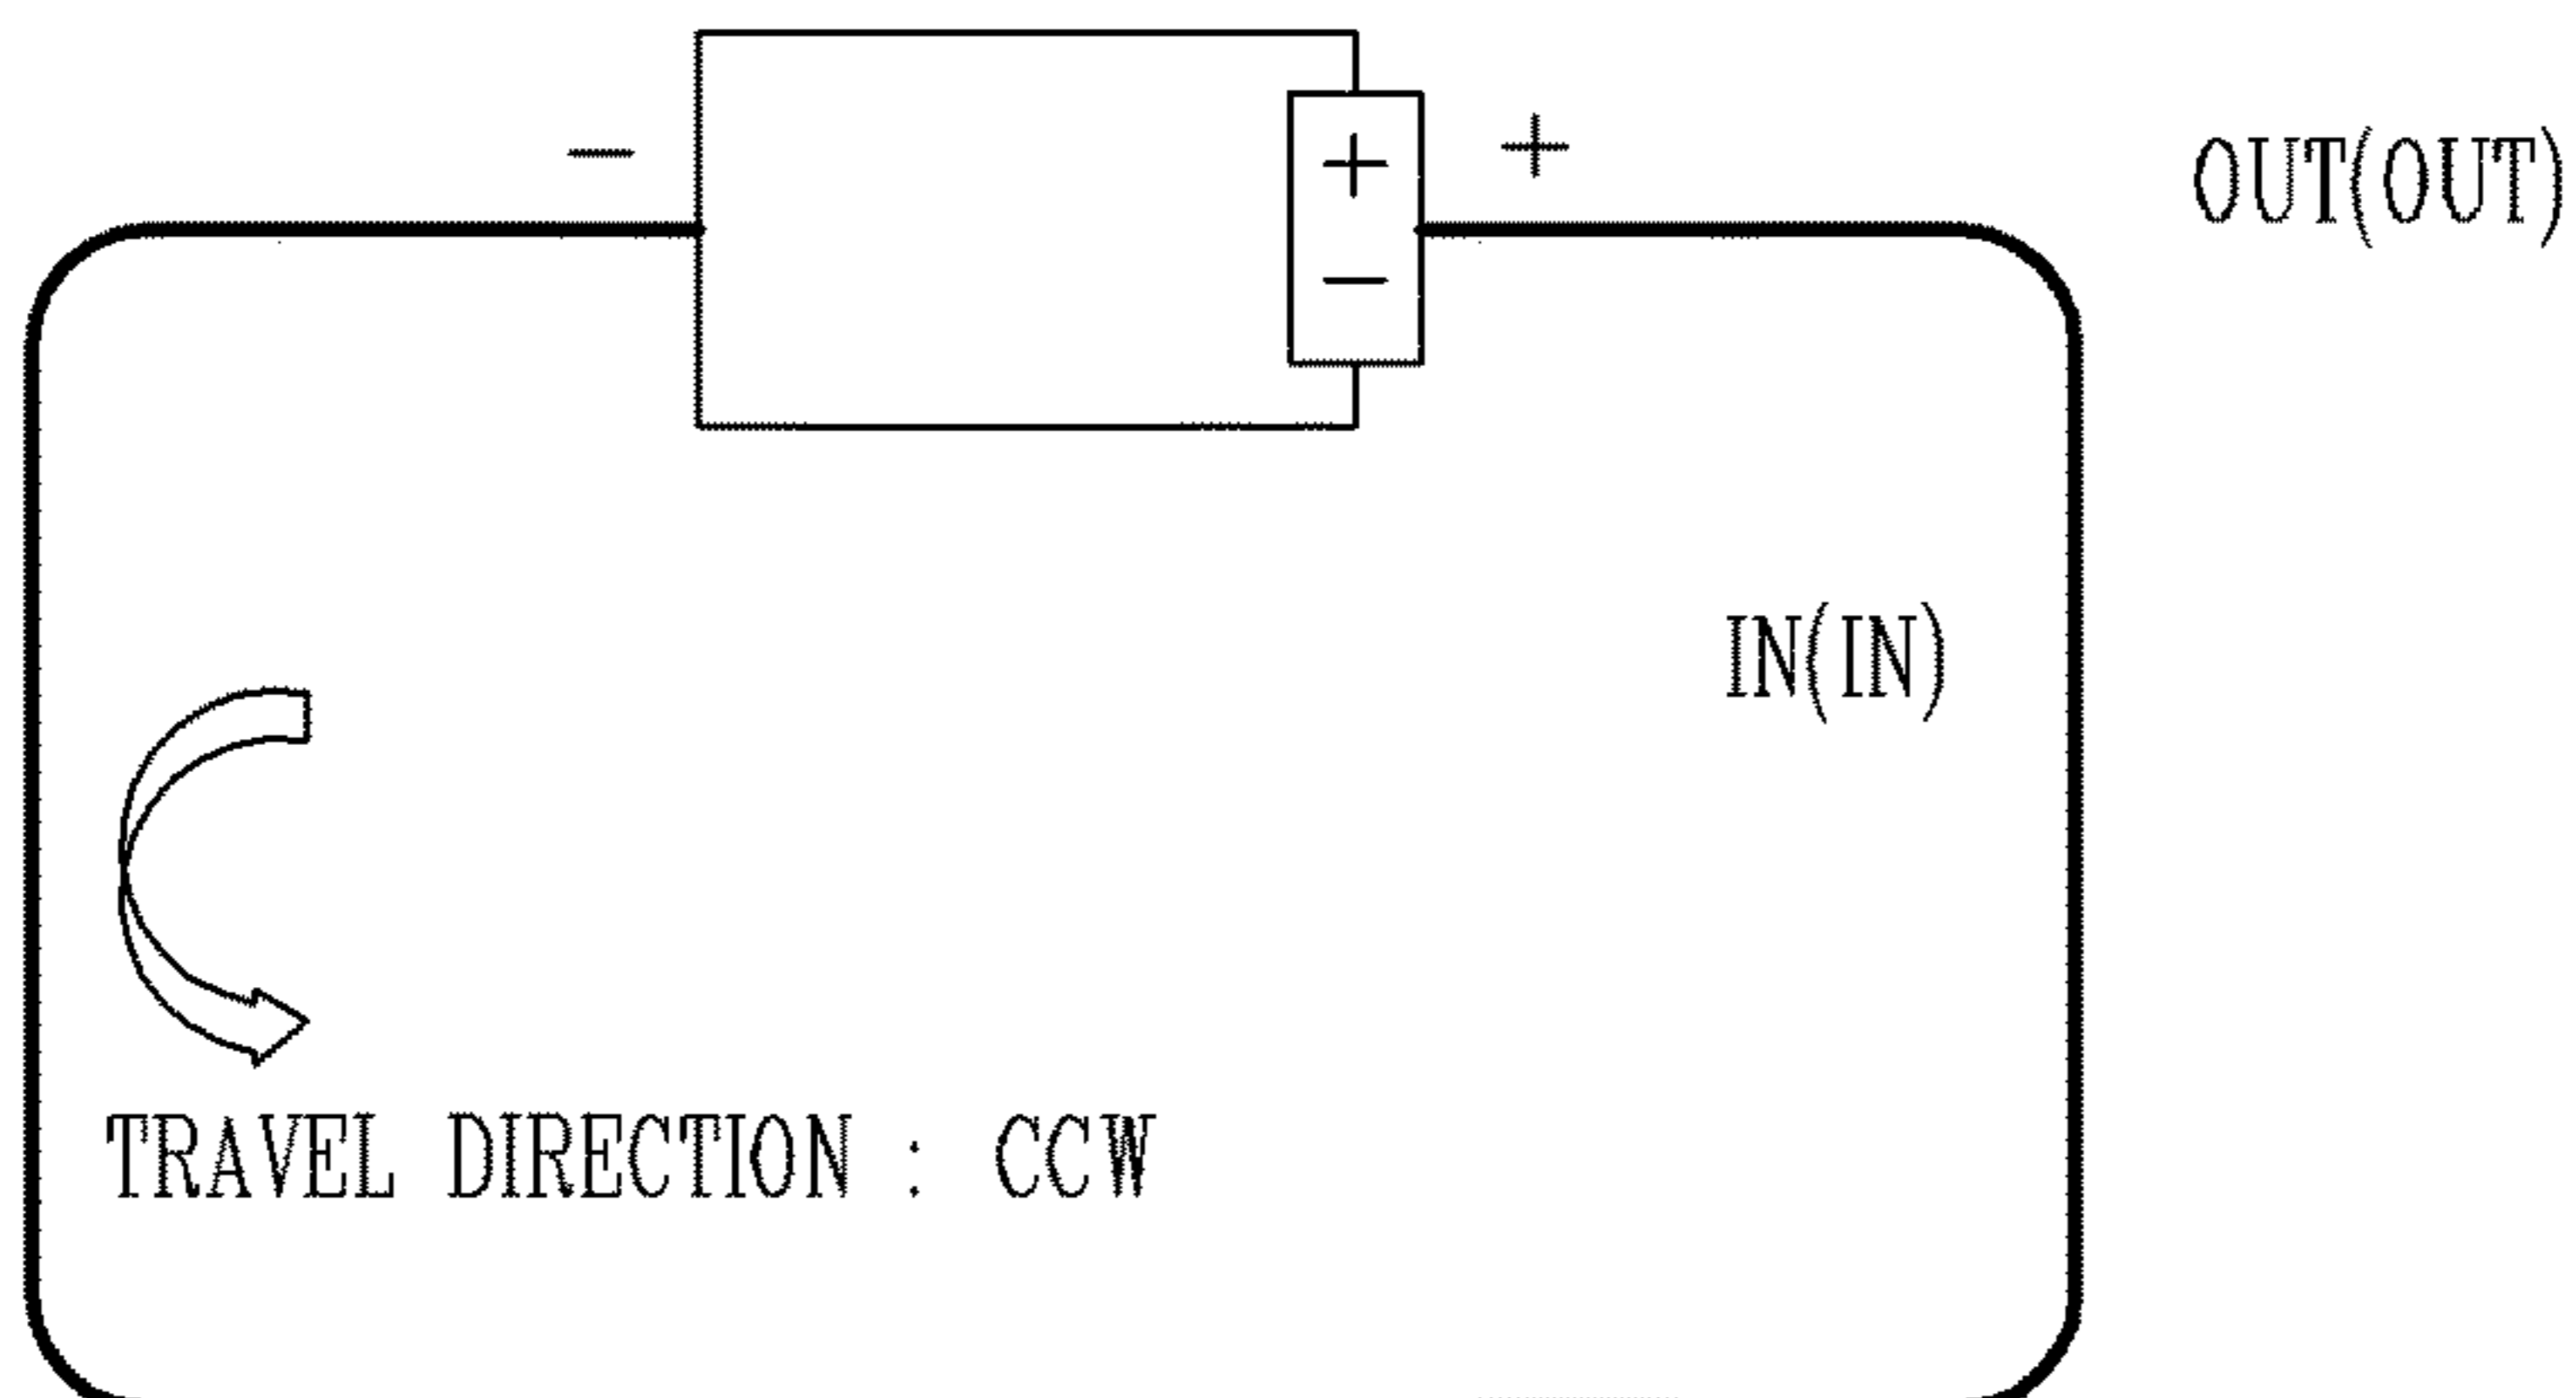 − + OUT(OUT)
+
−
IN(IN)
TRAVEL DIRECTION : CCW